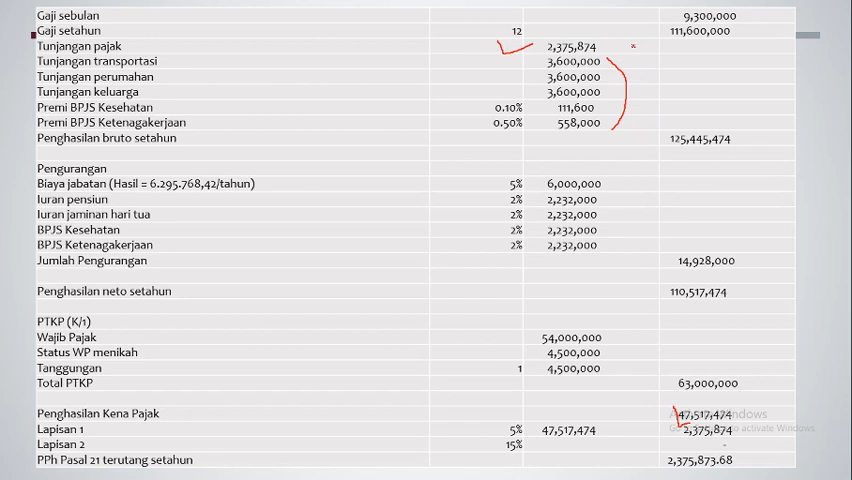 Gaji sebulan 9,300,000
Gaji setahun 12 111,600,000
Tunjangan pajak 2,375,874
Tunjangan transportasi 3,600,000
Tunjangan perumahan 3,600,000
Tunjangan keluarga 3,600,000
Premi BPJS Kesehatan 0.10% 111,600
Premi BPJS Ketenagakerjaan 0.50% 558,000
Penghasilan bruto setahun 125,445,474
Pengurangan
Biaya jabatan (Hasil = 6.295.768,42/tahun) 5% 6,000,000
Iuran pensiun 2% 2,232,000
Iuran jaminan hari tua 2% 2,232,000
BPJS Kesehatan 2% 2,232,000
BPJS Ketenagakerjaan 2% 2,232,000
Jumlah Pengurangan 14,928,000
Penghasilan neto setahun 110,517,474
PTKP (K/1)
Wajib Pajak 54,000,000
Status WP menikah 4,500,000
Tanggungan 1 4,500,000
Total PTKP 63,000,000
Penghasilan Kena Pajak 47,517,474
Lapisan 1 5% 47,517,474 2,375,874
Lapisan 2 15% -
PPh Pasal 21 terutang setahun 2,375,873.68